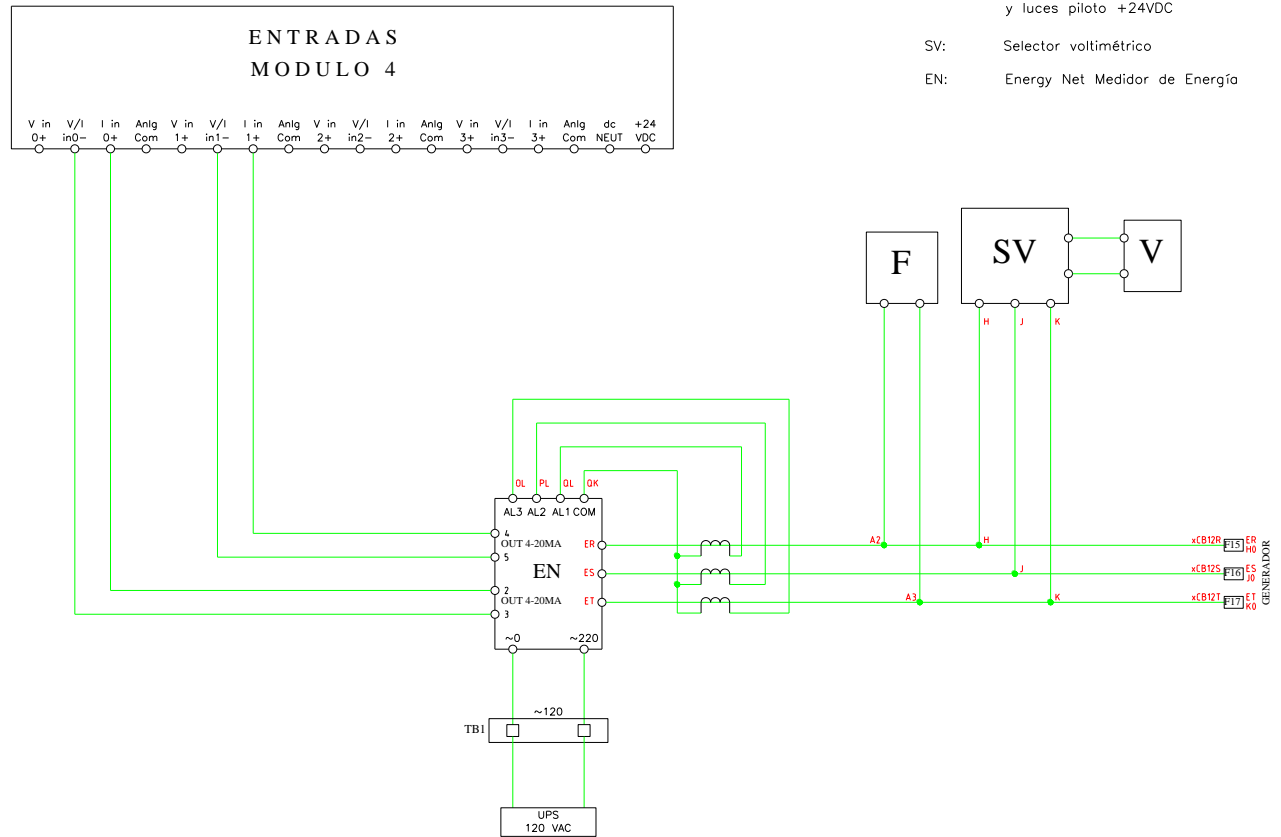 y luces piloto +24VDC
SV: Selector voltimétrico
EN: Energy Net Medidor de Energía
ENTRADAS
MODULO 4
V in V/I I in Anlg V in V/I I in Anlg V in V/I I in Anlg V in V/I I in Anlg dc +24
0+ in0- 0+ Com 1+ in1- 1+ Com 2+ in2- 2+ Com 3+ in3- 3+ Com NEUT VDC
F
SV
V
H J K
OL PL QL QK
AL3 AL2 AL1 COM
4
OUT 4-20MA
5
EN
2
OUT 4-20MA
3
ER
ES
ET
A2 H
J
A3 K
xCB12R F15 ER
H0
xCB12S F16 ES
J0
xCB12T F17 ET
K0
GENERADOR
~0 ~220
~120
TB1
UPS
120 VAC